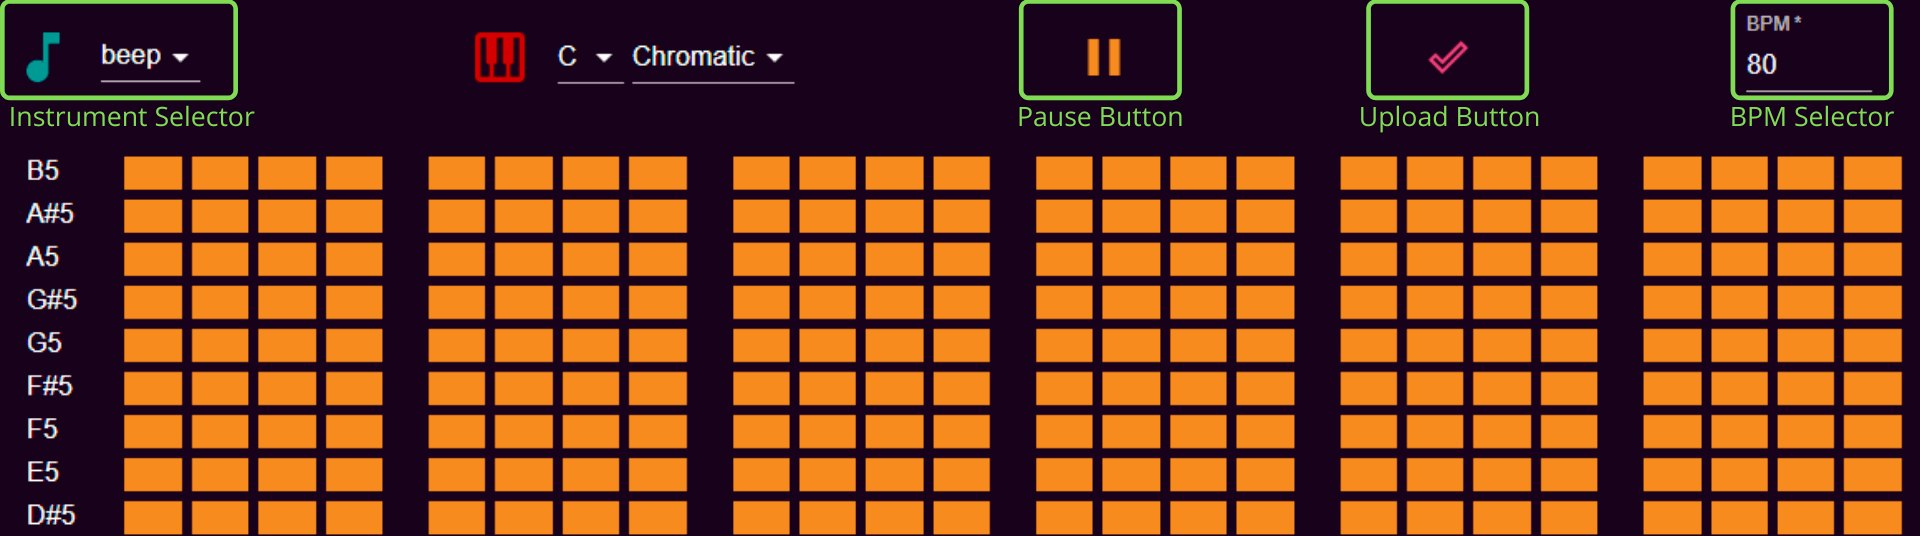 beep
C
Chromatic
BPM *
80
Instrument Selector
Pause Button
Upload Button
BPM Selector
B5
A#5
A5
G#5
G5
F#5
F5
E5
D#5